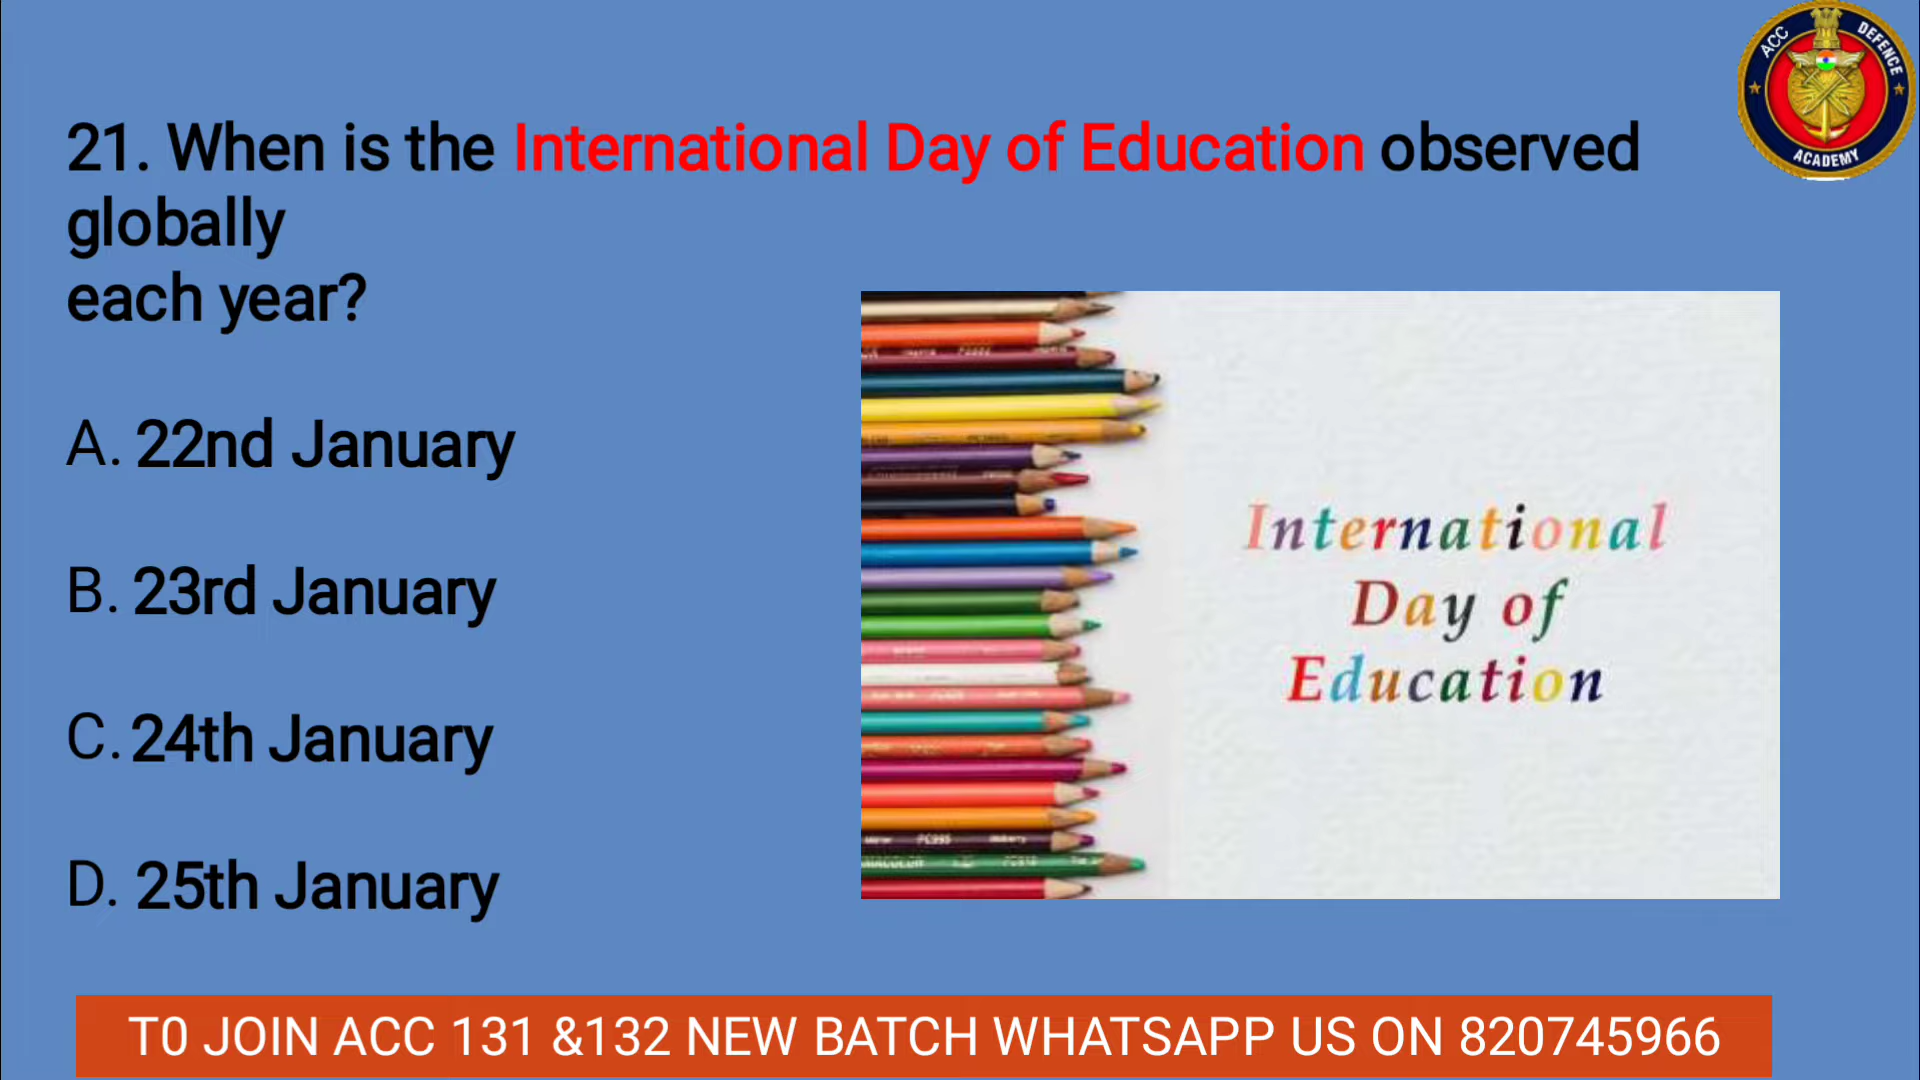 ACC DEFENCE
ACADEMY
21. When is the International Day of Education observed
globally
each year?
A. 22nd January
B. 23rd January
C. 24th January
D. 25th January
International
Day of
Education
T0 JOIN ACC 131 &132 NEW BATCH WHATSAPP US ON 820745966